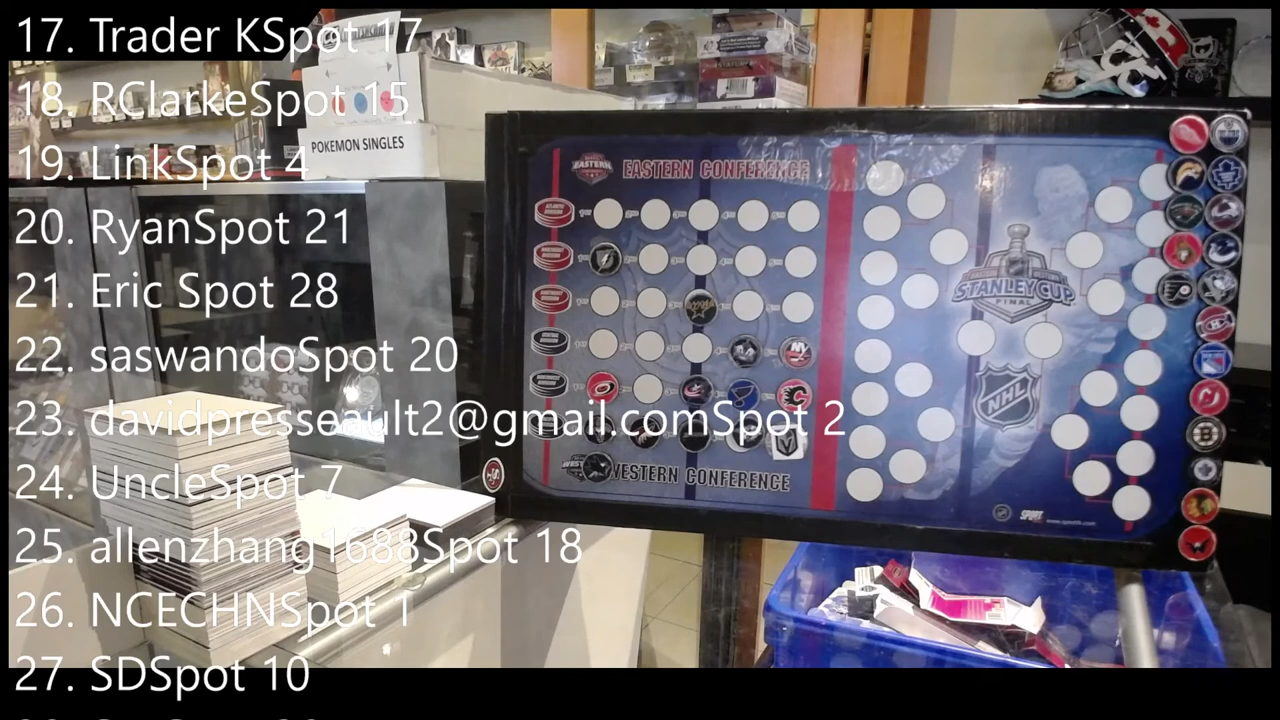 17. Trader KSpot 17
18. RClarkeSpot 15
19. LinkSpot 4
20. RyanSpot 21
21. Eric Spot 28
22. saswandoSpot 20
23. davidpresseault2@gmail.comSpot 2
24. UncleSpot 7
25. allenzhang1688Spot 18
26. NCECHNSpot 1
27. SDSpot 10
POKEMON SINGLES
EASTERN
EASTERN CONFERENCE
STANLEY CUP
FINAL
NHL
WESTERN CONFERENCE